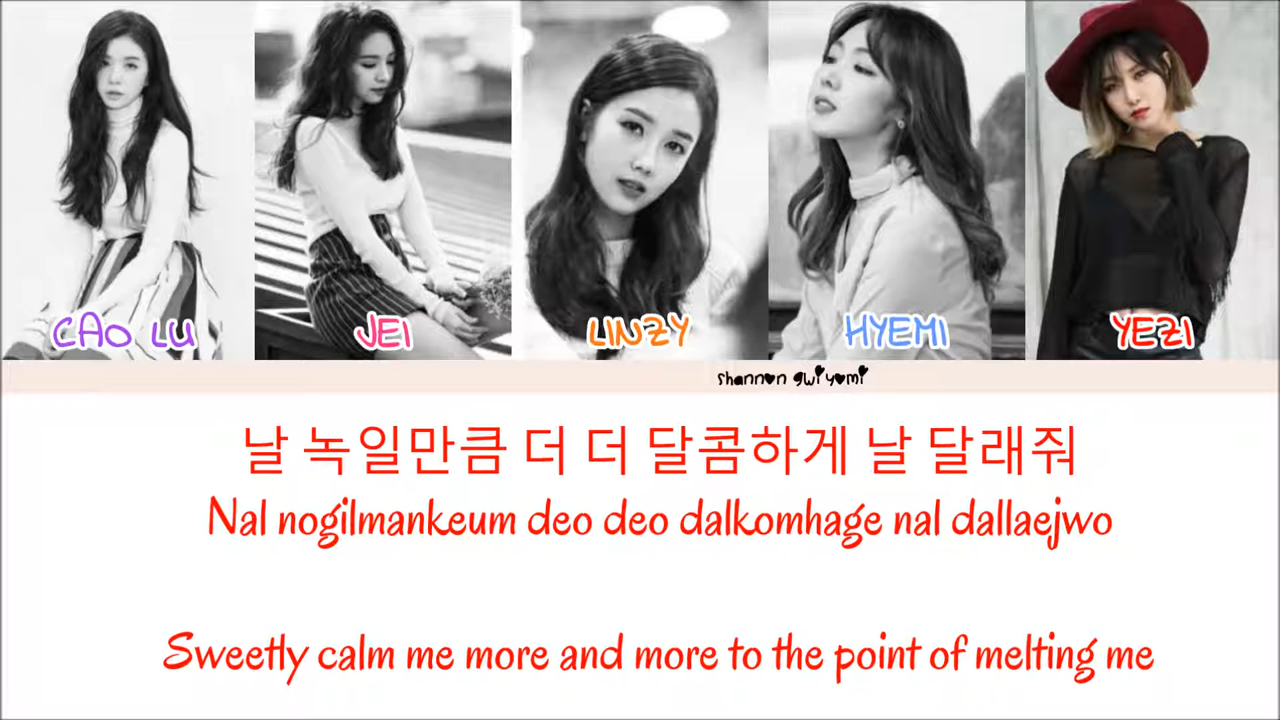 CAO LU JEI LINZY HYEMI YEZI
shannon gwiyomi
날 녹일만큼 더 더 달콤하게 날 달래줘
Nal nogilmankeum deo deo dalkomhage nal dallaejwo
Sweetly calm me more and more to the point of melting me